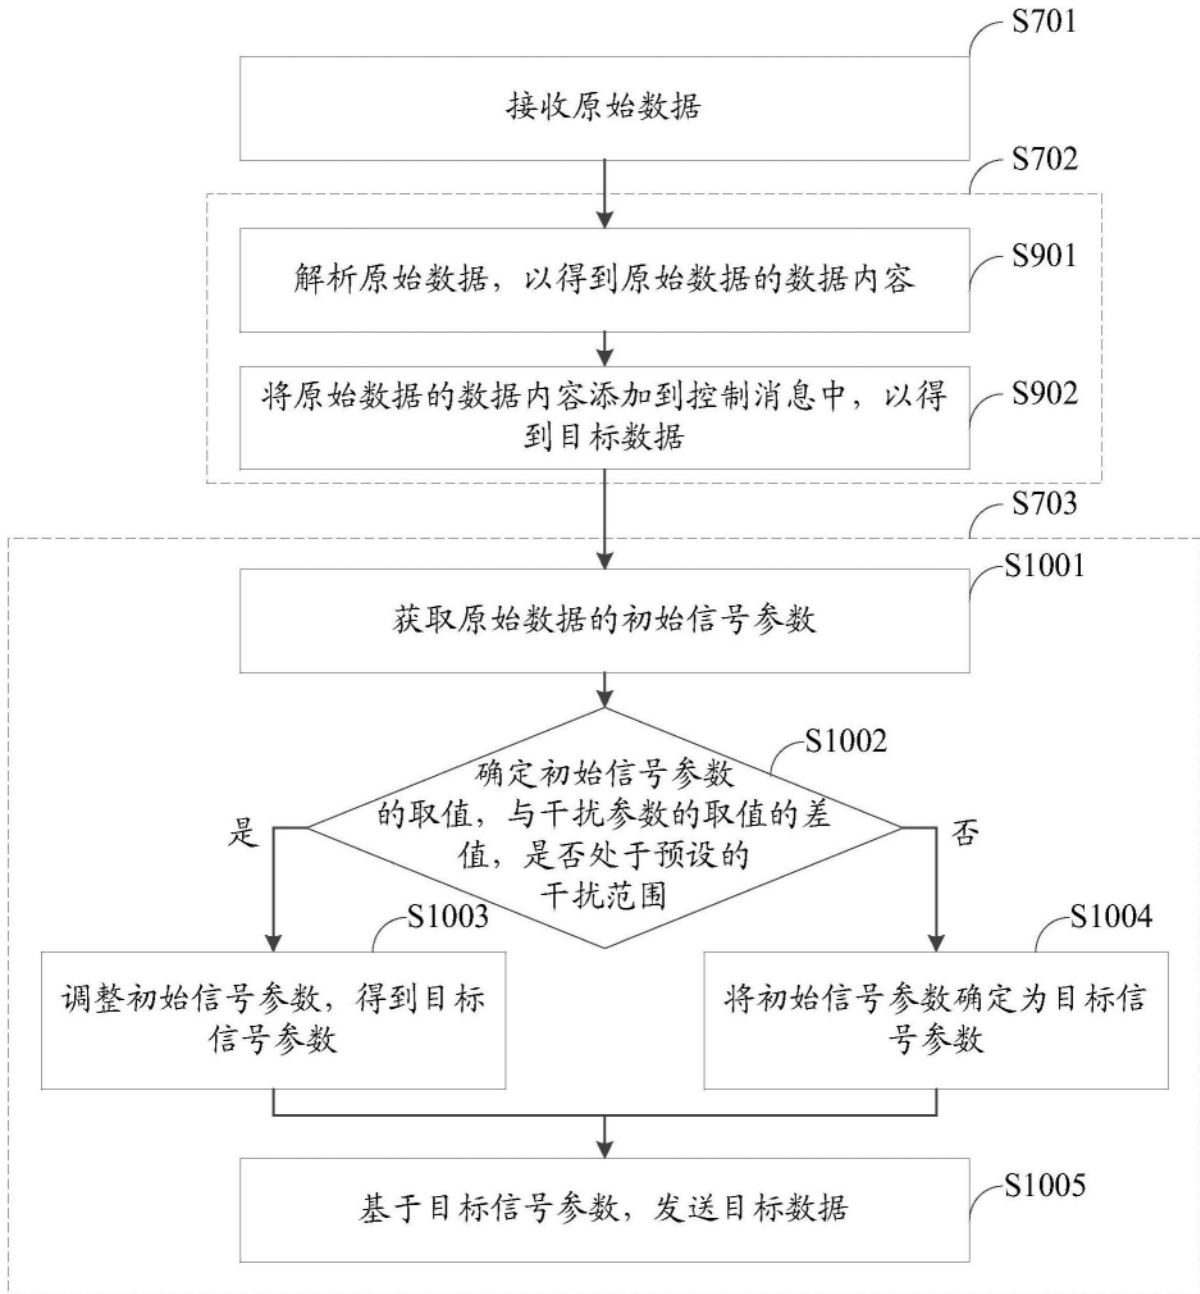 S701
接收原始数据
S702
S901
解析原始数据，以得到原始数据的数据内容
S902
将原始数据的数据内容添加到控制消息中，以得
到目标数据
S703
S1001
获取原始数据的初始信号参数
S1002
确定初始信号参数
的取值，与干扰参数的取值的差
值，是否处于预设的
干扰范围
是
否
S1003
调整初始信号参数，得到目标
信号参数
S1004
将初始信号参数确定为目标信
号参数
S1005
基于目标信号参数，发送目标数据